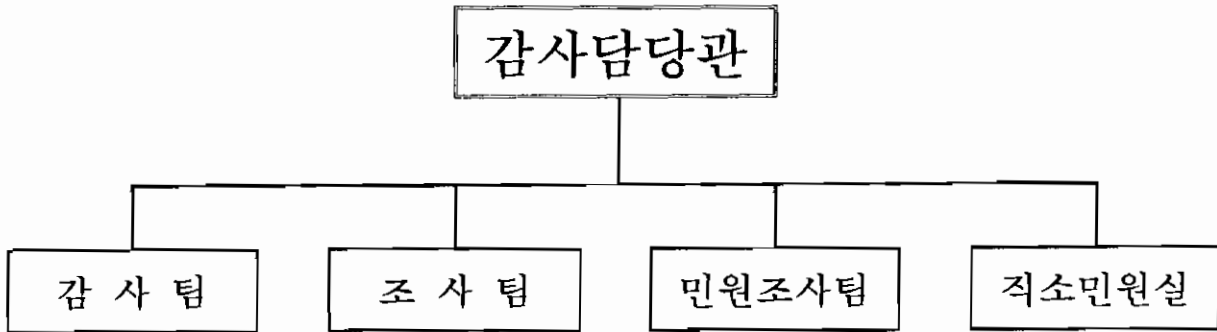 감사담당관
감 사 팀
조 사 팀
민원조사팀
직소민원실